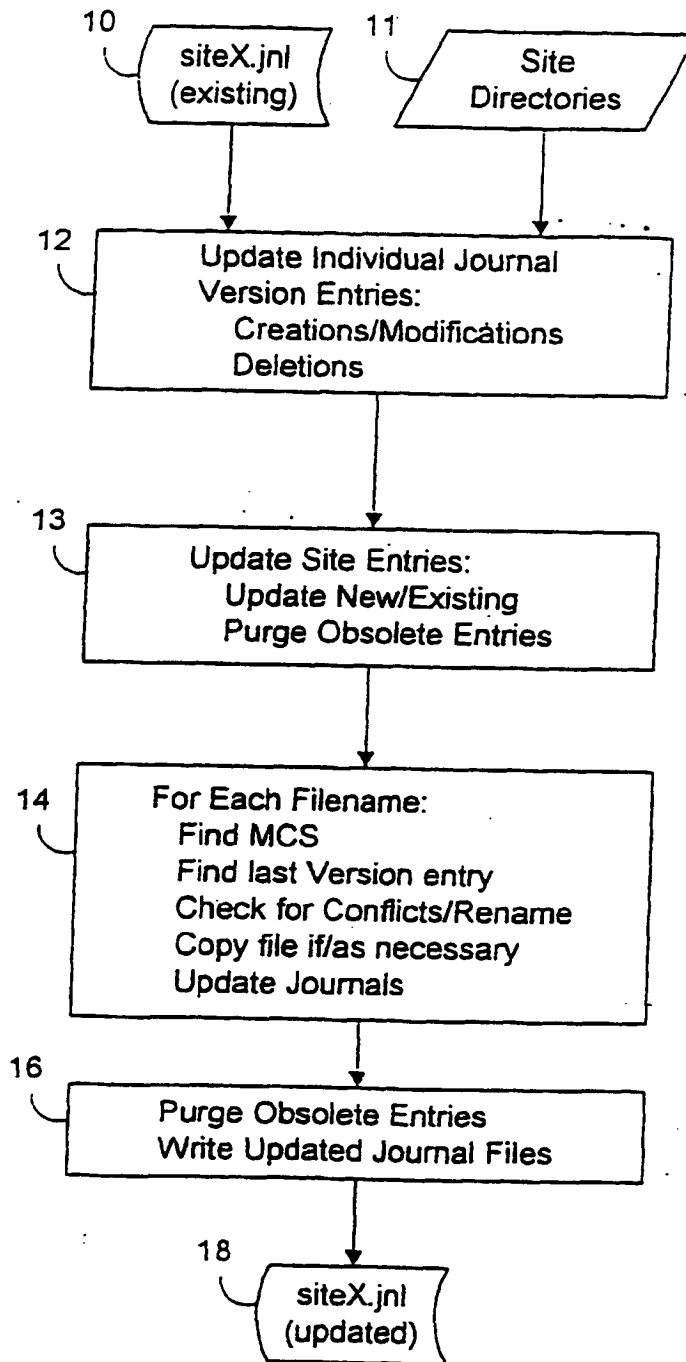 10
siteX.jnl
(existing)
11
Site
Directories
12
Update Individual Journal
Version Entries:
Creations/Modifications
Deletions
13
Update Site Entries:
Update New/Existing
Purge Obsolete Entries
14
For Each Filename:
Find MCS
Find last Version entry
Check for Conflicts/Rename
Copy file if/as necessary
Update Journals
16
Purge Obsolete Entries
Write Updated Journal Files
18
siteX.jnl
(updated)